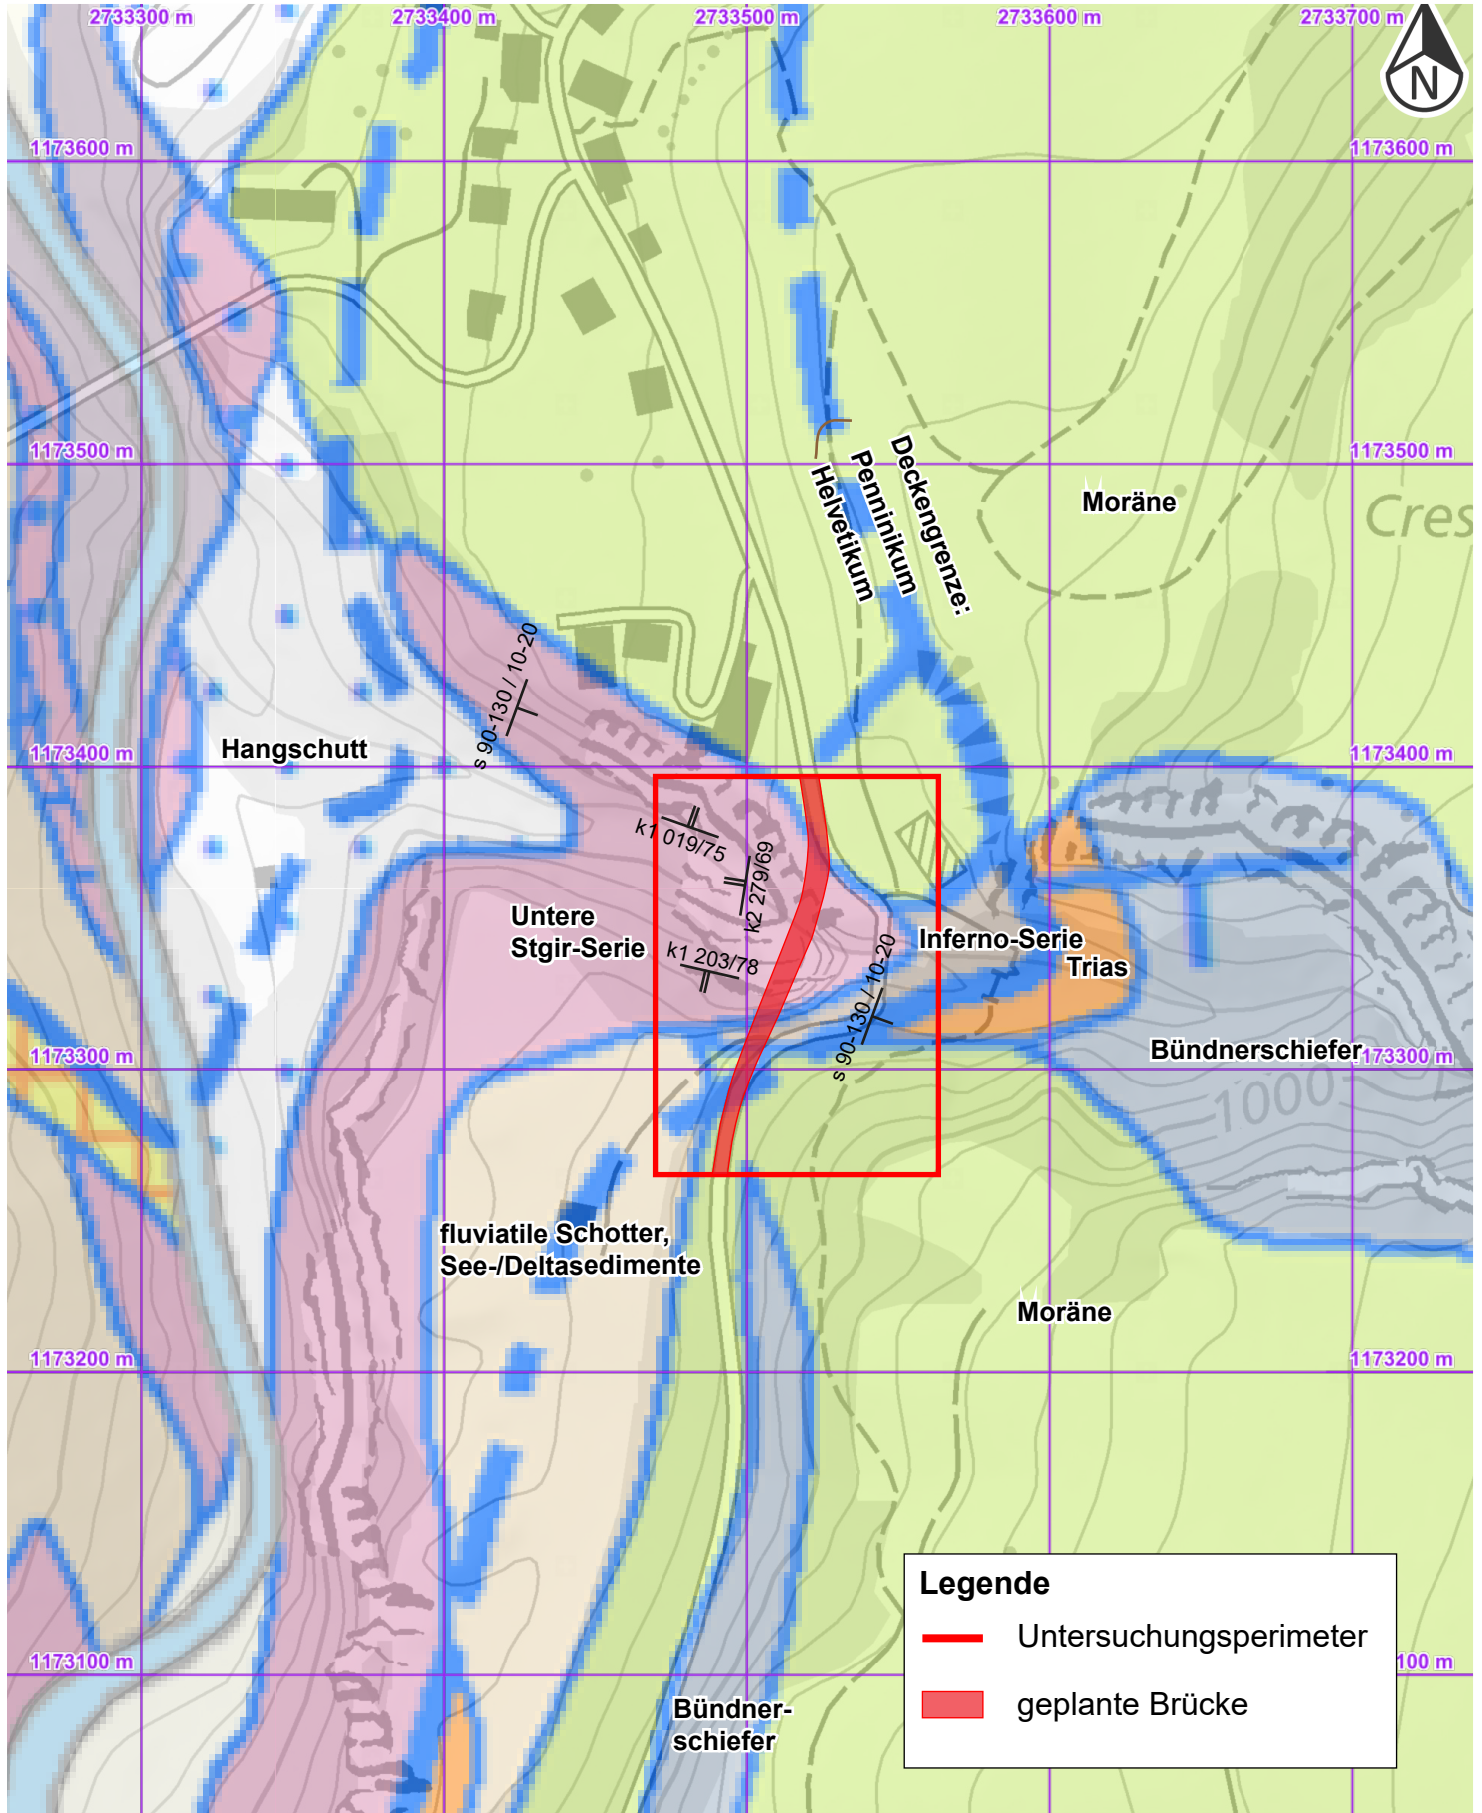 2733300 m
2733400 m
2733500 m
2733600 m
2733700 m
N
1173600 m
1173600 m
1173500 m
1173500 m
Deckengrenze:
Penninikum
Helvetikum
Moräne
Cres
s 90-130 / 10-20
Hangschutt
1173400 m
1173400 m
k1 019/75
k2 279/69
Untere
Stgir-Serie
k1 203/78
Inferno-Serie
Trias
s 90-130 / 10-20
1173300 m
Bündnerschiefer
1173300 m
1000
fluviatile Schotter,
See-/Deltasedimente
Moräne
1173200 m
1173200 m
Legende
Untersuchungsperimeter
geplante Brücke
1173100 m
100 m
Bündner-
schiefer